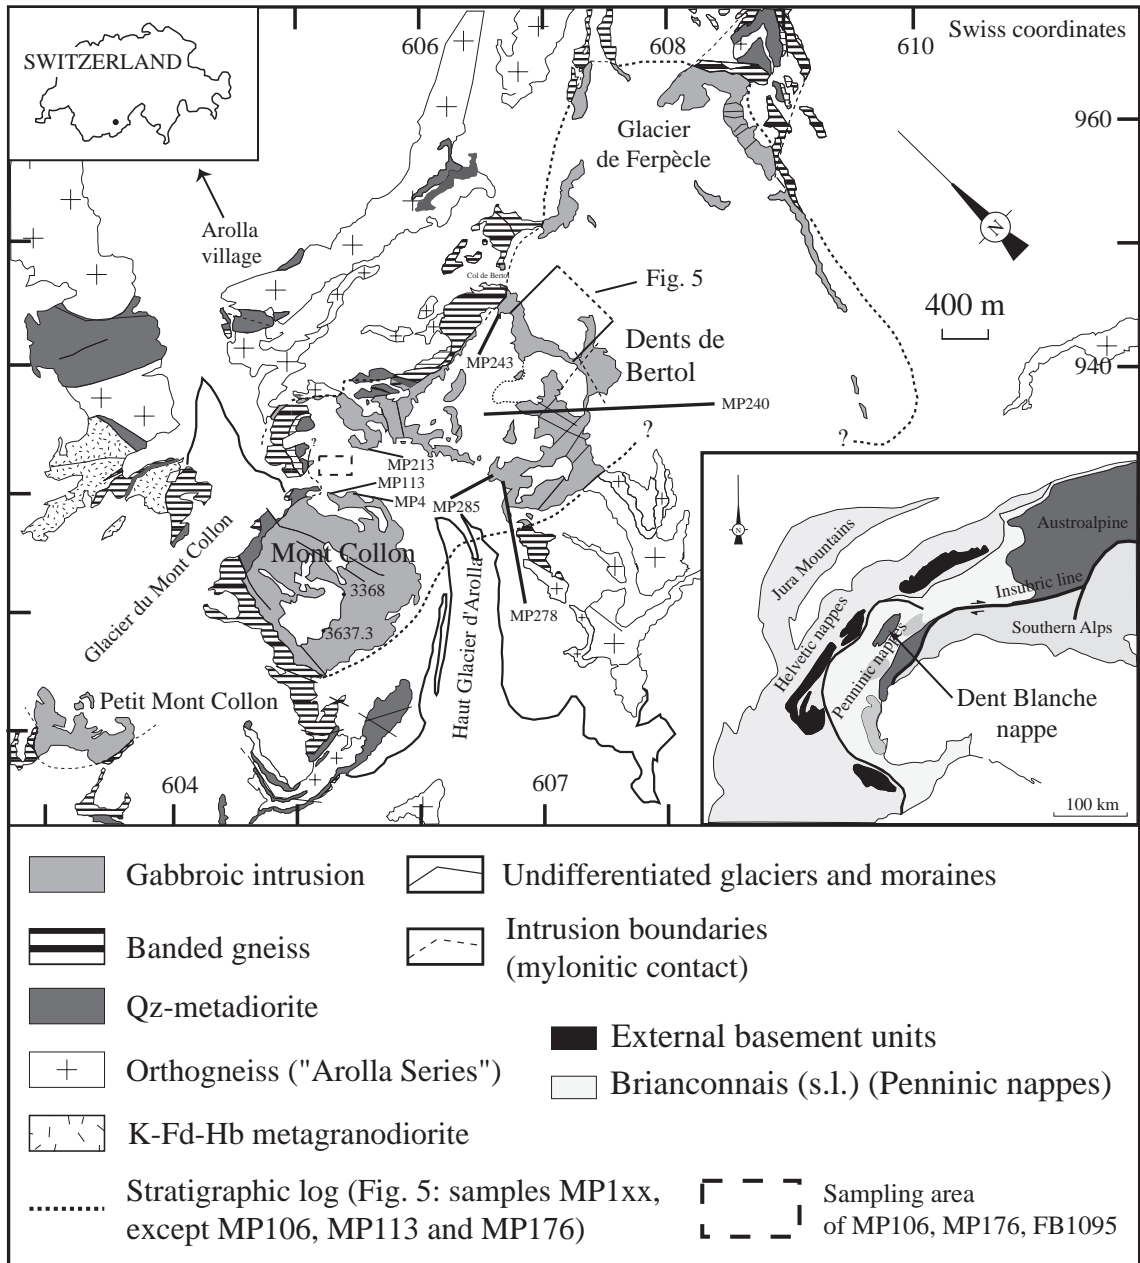 606
608
610
Swiss coordinates
SWITZERLAND
960
Glacier
de Ferpècle
Arolla
village
N
Col de Bertol
Fig. 5
400 m
MP243
Dents de
Bertol
940
MP240
?
?
?
MP213
MP113
MP4
MP285
Mont Collon
3368
3637.3
MP278
Glacier du Mont Collon
Haut Glacier d'Arolla
Petit Mont Collon
604
607
N
Jura Mountains
Austroalpine
Insubric line
Helvetic nappes
Penninic nappes
Southern Alps
Dent Blanche
nappe
100 km
Gabbroic intrusion
Undifferentiated glaciers and moraines
Banded gneiss
Intrusion boundaries
(mylonitic contact)
Qz-metadiorite
External basement units
Orthogneiss ("Arolla Series")
Brianconnais (s.l.) (Penninic nappes)
K-Fd-Hb metagranodiorite
Stratigraphic log (Fig. 5: samples MP1xx,
except MP106, MP113 and MP176)
Sampling area
of MP106, MP176, FB1095